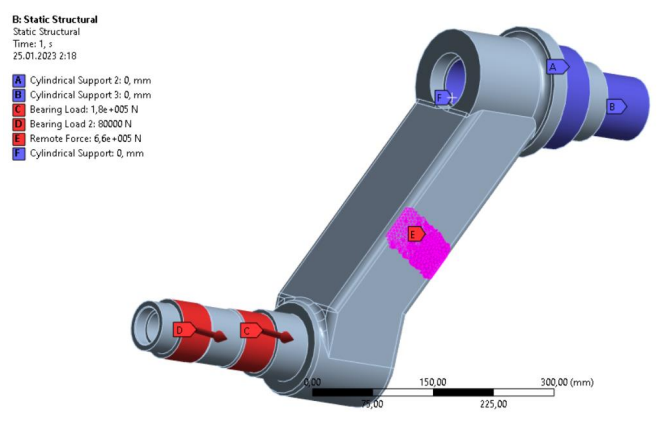 B: Static Structural
Static Structural
Time: 1, s
25.01.2023 2:18
A Cylindrical Support 2: 0, mm
B Cylindrical Support 3: 0, mm
C Bearing Load: 1,8e+005 N
D Bearing Load 2: 80000 N
E Remote Force: 6,6e+005 N
F Cylindrical Support: 0, mm
A
F
B
E
D
C
0,00 150,00 300,00 (mm)
75,00 225,00